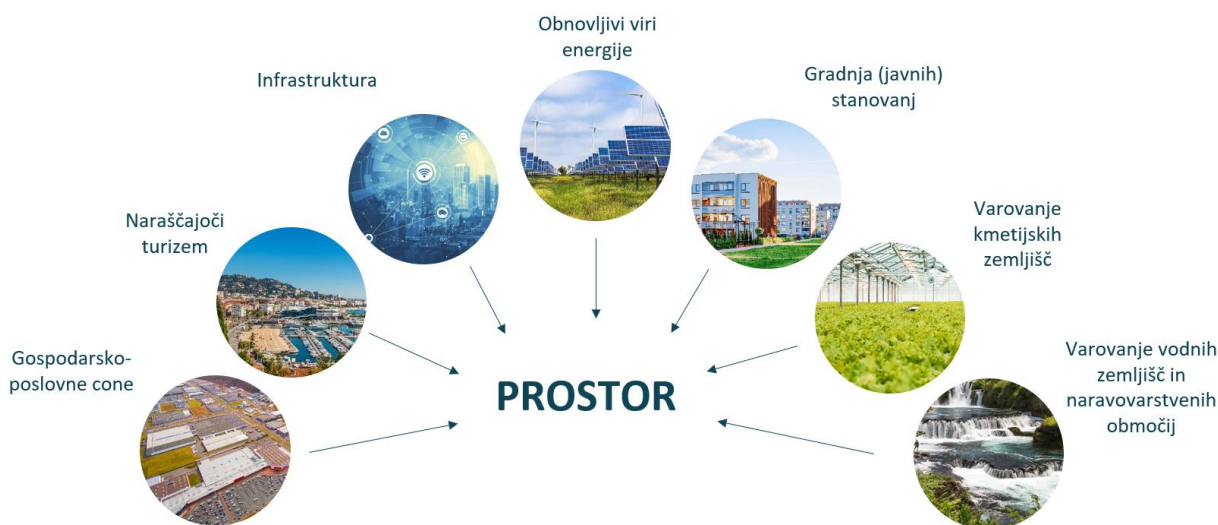 Obnovljivi viri
energije
Infrastruktura
Gradnja (javnih)
stanovanj
Naraščajoči
turizem
Varovanje
kmetijskih
zemljišč
Gospodarsko-
poslovne cone
Varovanje vodnih
zemljišč in
naravovarstvenih
območij
PROSTOR